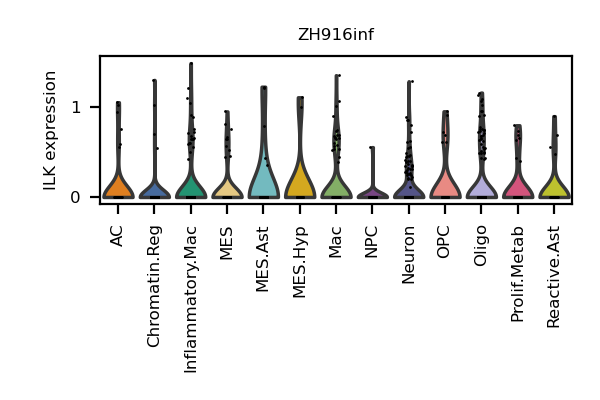 ZH916inf
ILK expression
1
0
AC
Chromatin.Reg
Inflammatory.Mac
MES
MES.Ast
MES.Hyp
Mac
NPC
Neuron
OPC
Oligo
Prolif.Metab
Reactive.Ast